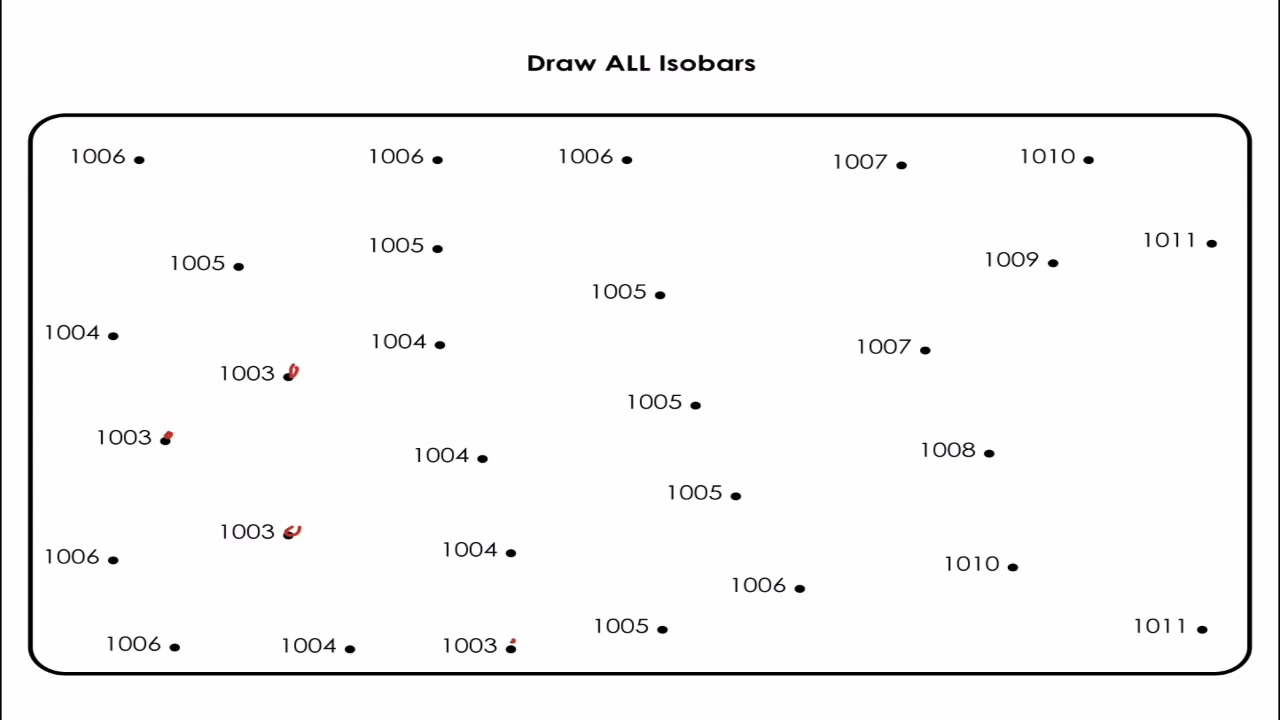 Draw ALL Isobars
1006 1006 1006 1007 1010
1011
1005 1005 1009
1005
1004 1004 1007
1003
1005
1003 1004 1008
1005
1003 1004
1006 1010
1006
1005 1011
1006 1004 1003